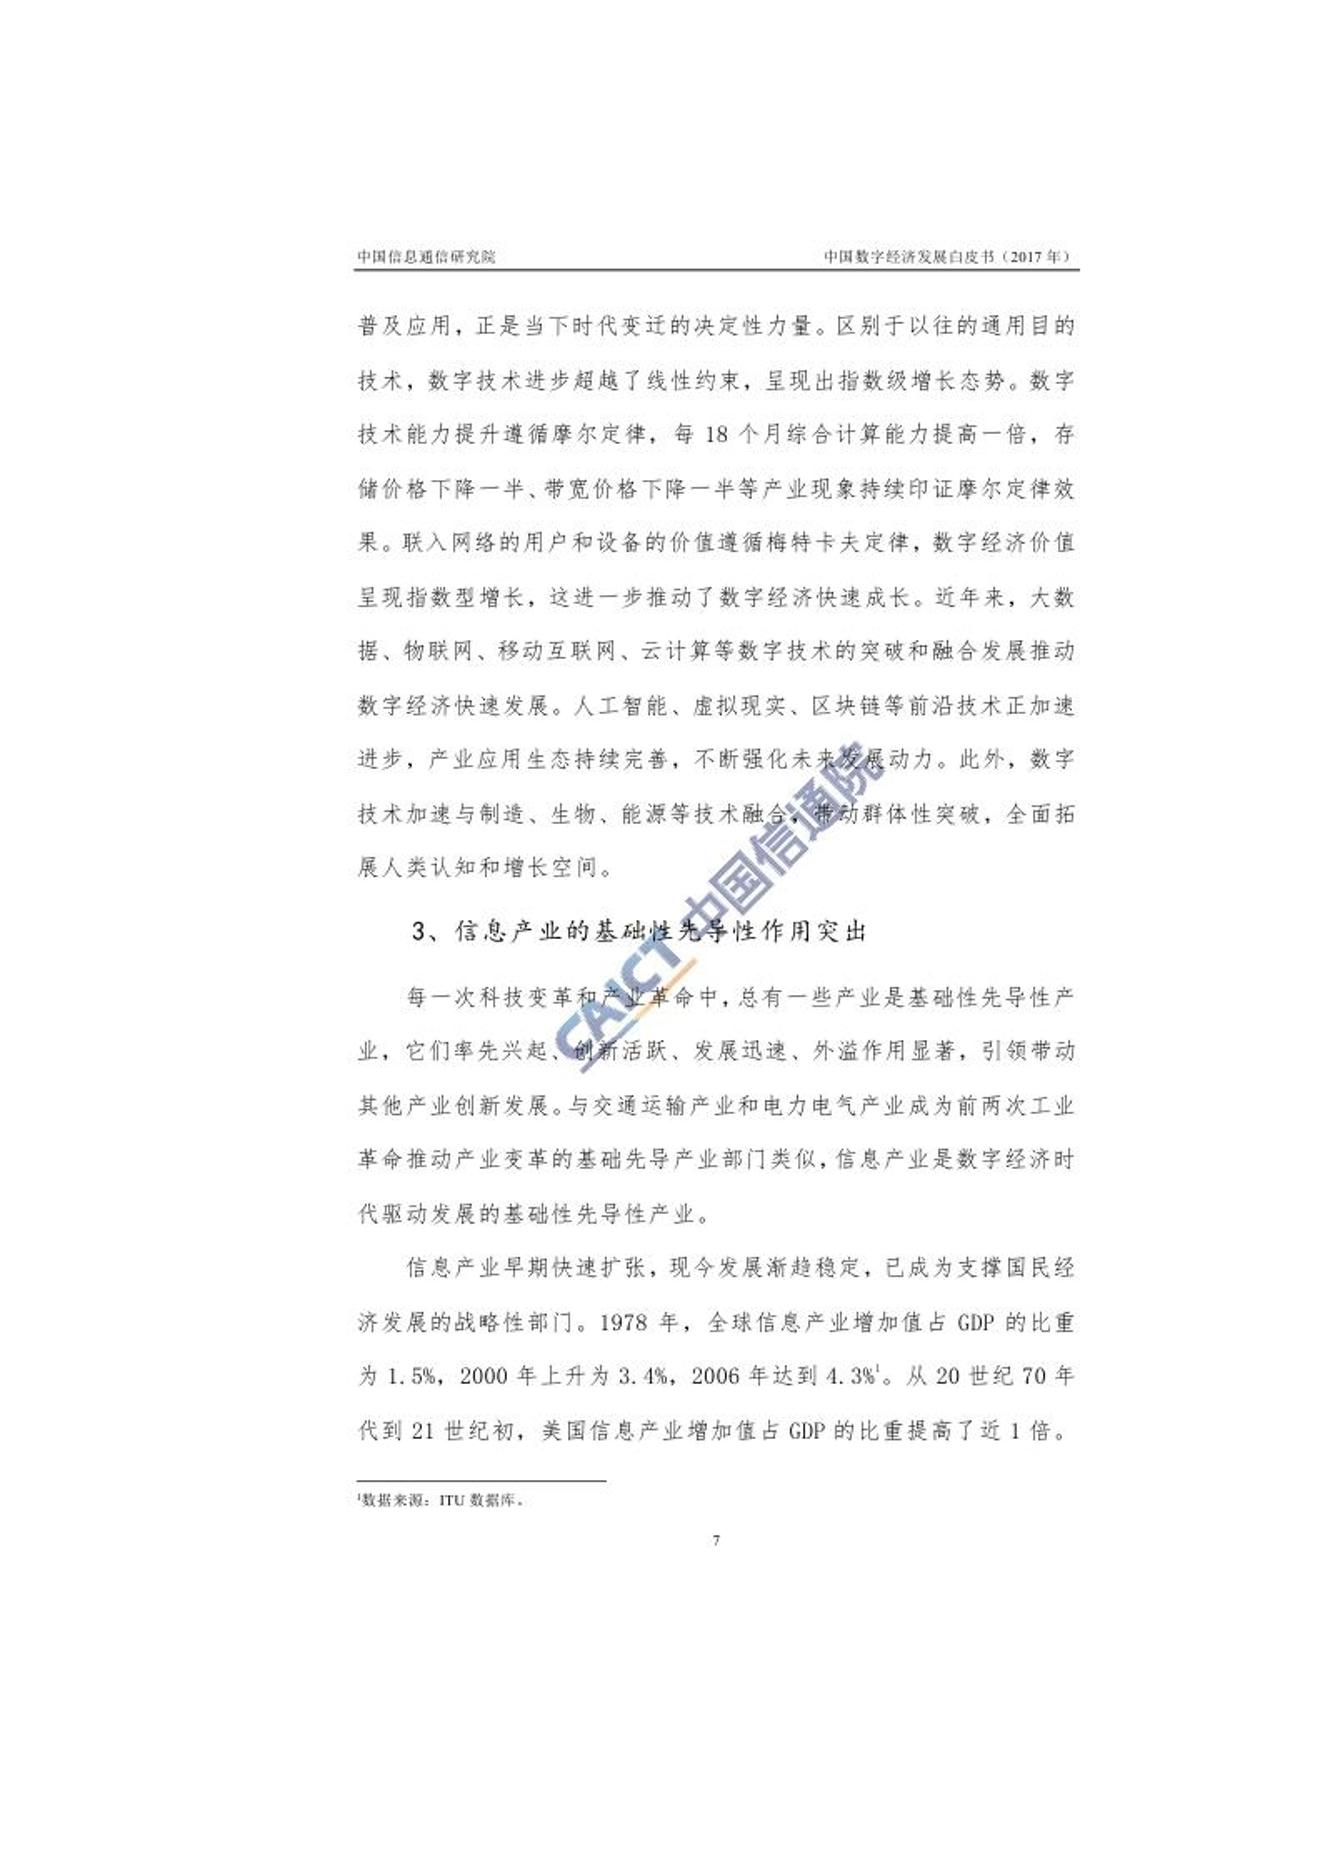 中国信息通信研究院 中国数字经济发展白皮书（2017 年）
普及应用，正是当下时代变迁的决定性力量。区别于以往的通用目的
技术，数字技术进步超越了线性约束，呈现出指数级增长态势。数字
技术能力提升遵循摩尔定律，每 18 个月综合计算能力提高一倍，存
储价格下降一半、带宽价格下降一半等产业现象持续印证摩尔定律效
果。联入网络的用户和设备的价值遵循梅特卡夫定律，数字经济价值
呈现指数型增长，这进一步推动了数字经济快速成长。近年来，大数
据、物联网、移动互联网、云计算等数字技术的突破和融合发展推动
数字经济快速发展。人工智能、虚拟现实、区块链等前沿技术正加速
进步，产业应用生态持续完善，不断强化未来发展动力。此外，数字
技术加速与制造、生物、能源等技术融合，带动群体性突破，全面拓
展人类认知和增长空间。
3、信息产业的基础性先导性作用突出
每一次科技变革和产业革命中，总有一些产业是基础性先导性产
业，它们率先兴起、创新活跃、发展迅速、外溢作用显著，引领带动
其他产业创新发展。与交通运输产业和电力电气产业成为前两次工业
革命推动产业变革的基础先导产业部门类似，信息产业是数字经济时
代驱动发展的基础性先导性产业。
信息产业早期快速扩张，现今发展渐趋稳定，已成为支撑国民经
济发展的战略性部门。1978 年，全球信息产业增加值占 GDP 的比重
为 1.5%，2000 年上升为 3.4%，2006 年达到 4.3%¹。从 20 世纪 70 年
代到 21 世纪初，美国信息产业增加值占 GDP 的比重提高了近 1 倍。
¹数据来源：ITU 数据库。
7
CAICT 中国信通院